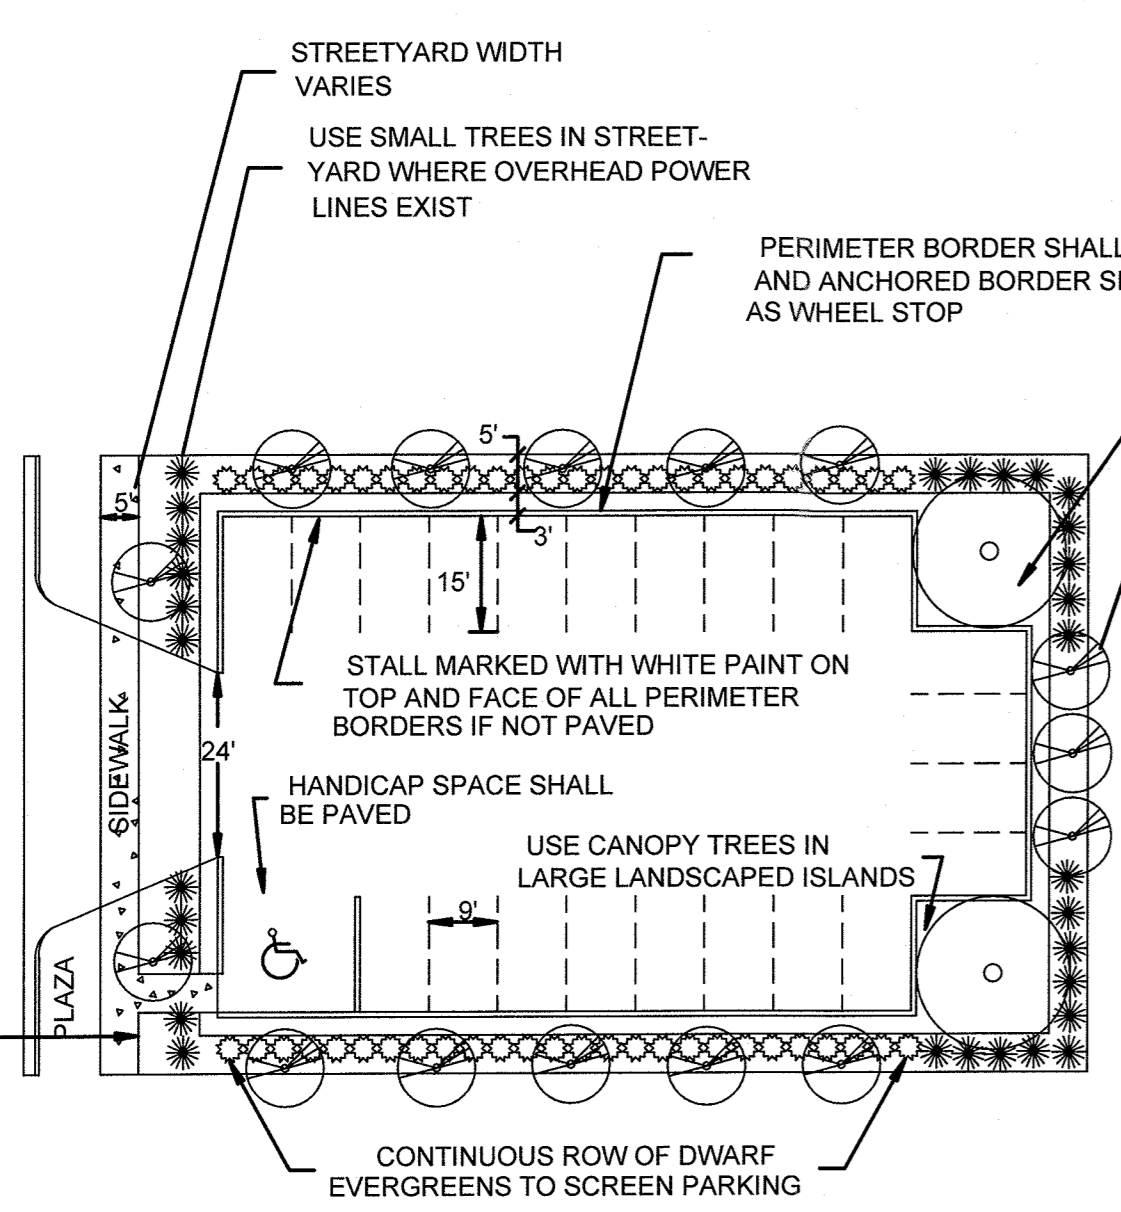 STREETYARD WIDTH
VARIES
USE SMALL TREES IN STREET-
YARD WHERE OVERHEAD POWER
LINES EXIST
PERIMETER BORDER SHALL
AND ANCHORED BORDER
AS WHEEL STOP
5'
5'
3'
15'
STALL MARKED WITH WHITE PAINT ON
TOP AND FACE OF ALL PERIMETER
BORDERS IF NOT PAVED
SIDEWALK
24'
HANDICAP SPACE SHALL
BE PAVED
USE CANOPY TREES IN
LARGE LANDSCAPED ISLANDS
9'
PLAZA
CONTINUOUS ROW OF DWARF
EVERGREENS TO SCREEN PARKING